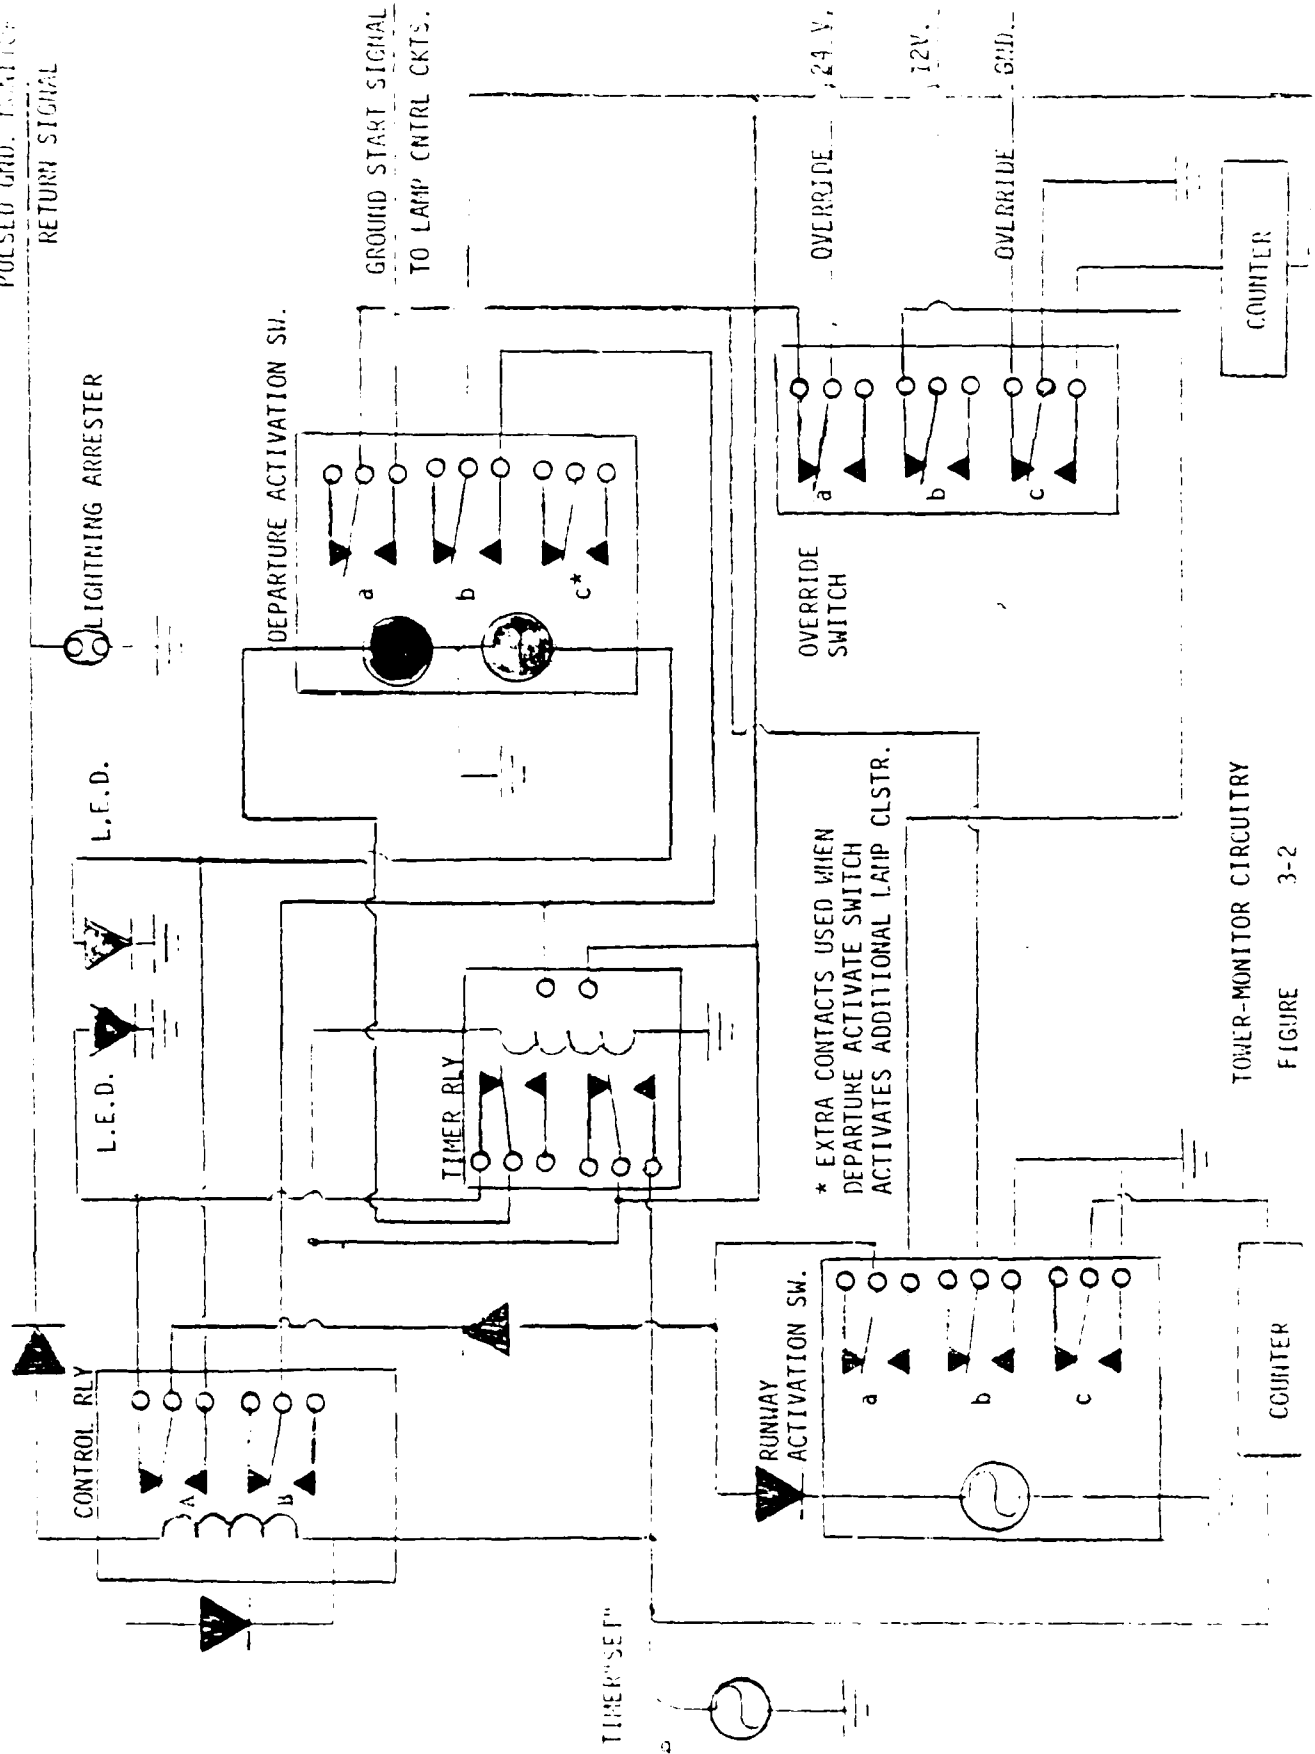 PULSED GND.
RETURN SIGNAL
LIGHTNING ARRESTER
L.E.D.
L.E.D.
CONTROL RLY
A
B
DEPARTURE ACTIVATION SW.
a
b
c*
GROUND START SIGNAL
TO LAMP CNTRL CKTS.
TIMER RLY
TIMER "SET"
OVERRIDE
SWITCH
a
b
c
OVERRIDE
24 V.
12V.
OVERRIDE
GND.
COUNTER
* EXTRA CONTACTS USED WHEN
DEPARTURE ACTIVATE SWITCH
ACTIVATES ADDITIONAL LAMP CLSTR.
RUNWAY
ACTIVATION SW.
a
b
c
COUNTER
TOWER-MONITOR CIRCUITRY
FIGURE 3-2